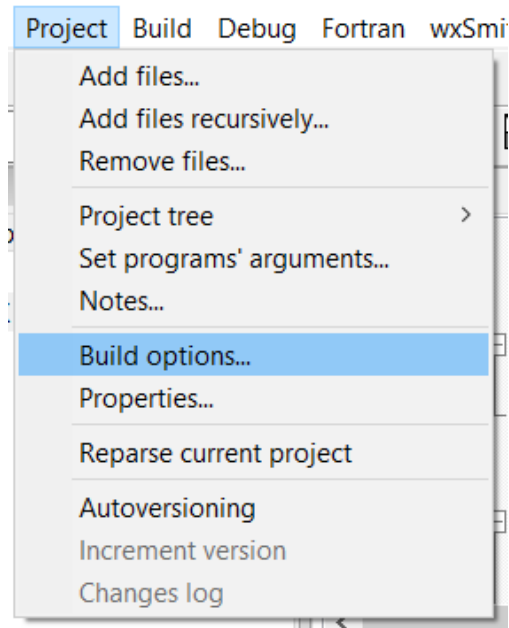 Project Build Debug Fortran wxSmi
Add files...
Add files recursively...
Remove files...
Project tree
Set programs' arguments...
Notes...
Build options...
Properties...
Reparse current project
Autoversioning
Increment version
Changes log